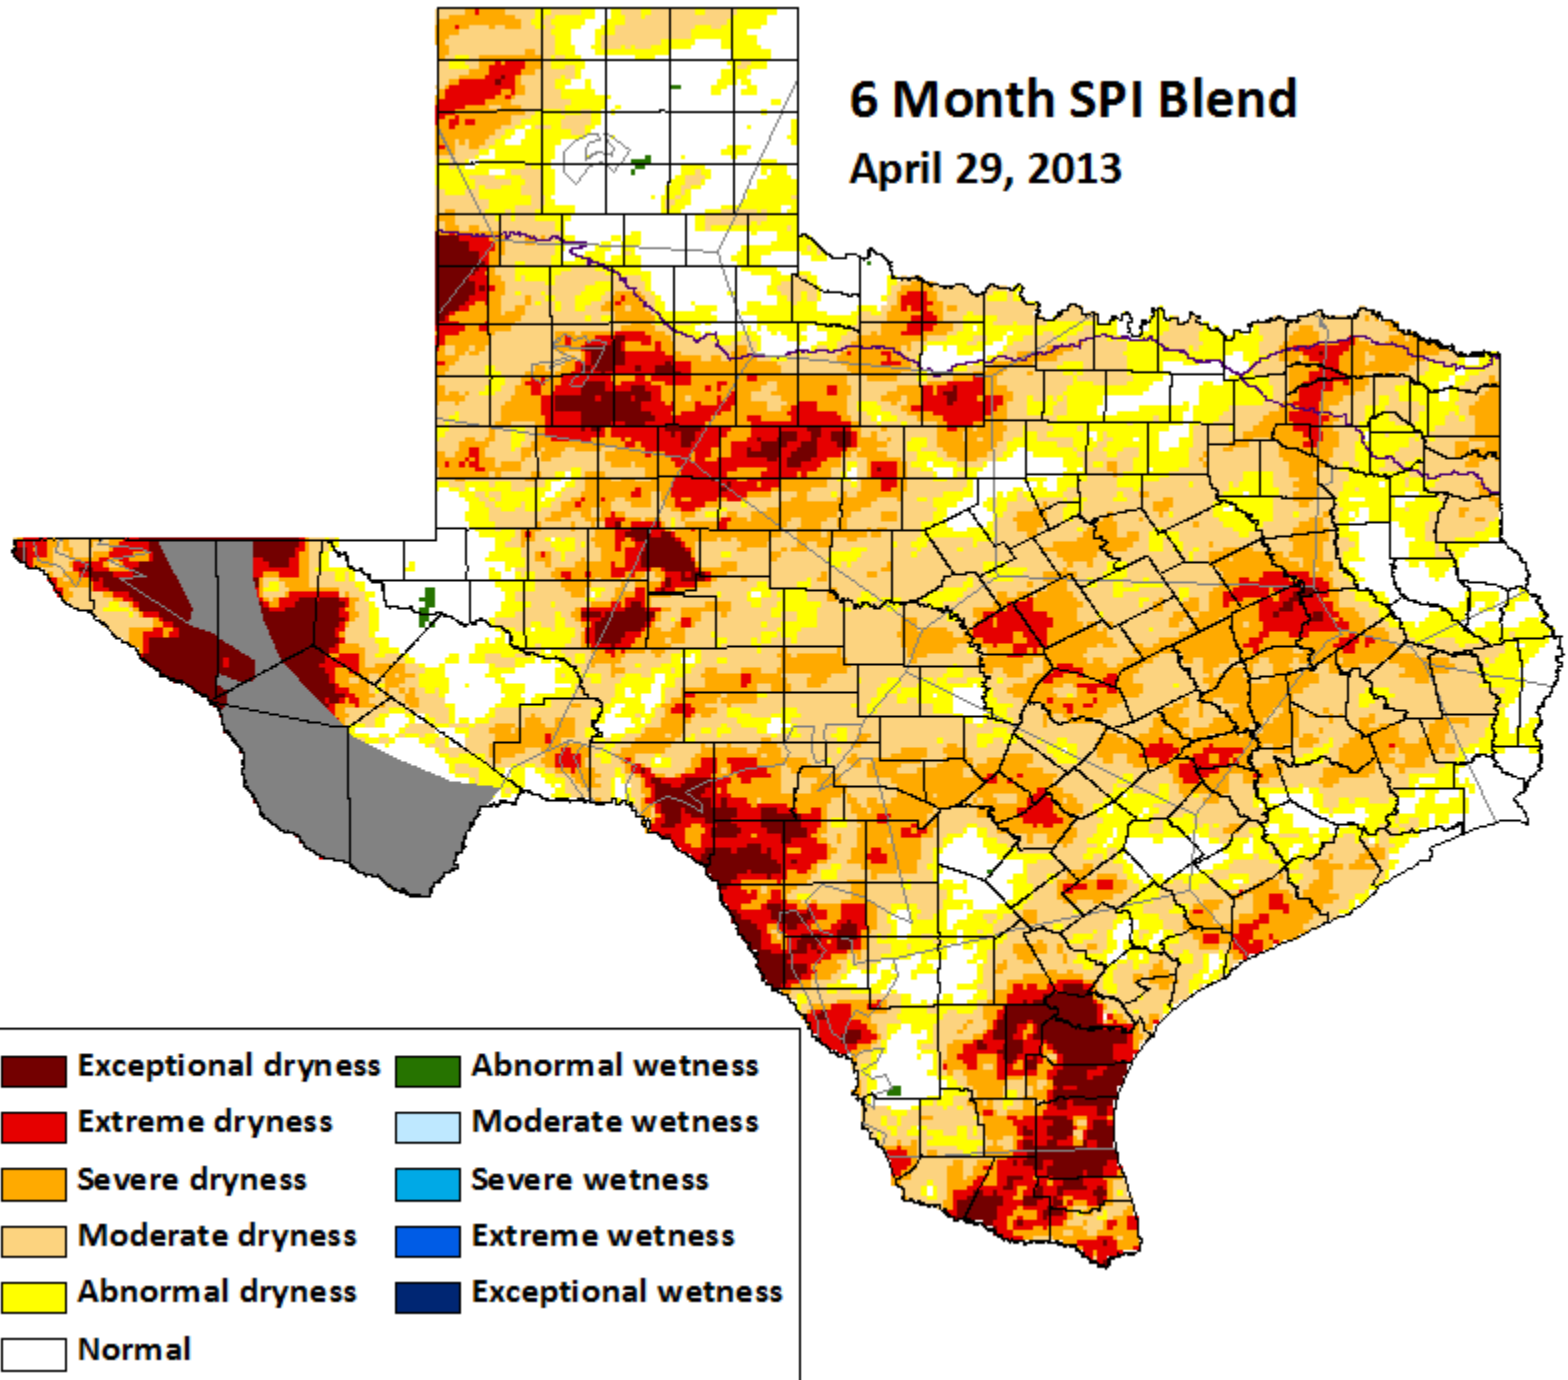 6 Month SPI Blend
April 29, 2013
Exceptional dryness
Extreme dryness
Severe dryness
Moderate dryness
Abnormal dryness
Normal
Abnormal wetness
Moderate wetness
Severe wetness
Extreme wetness
Exceptional wetness